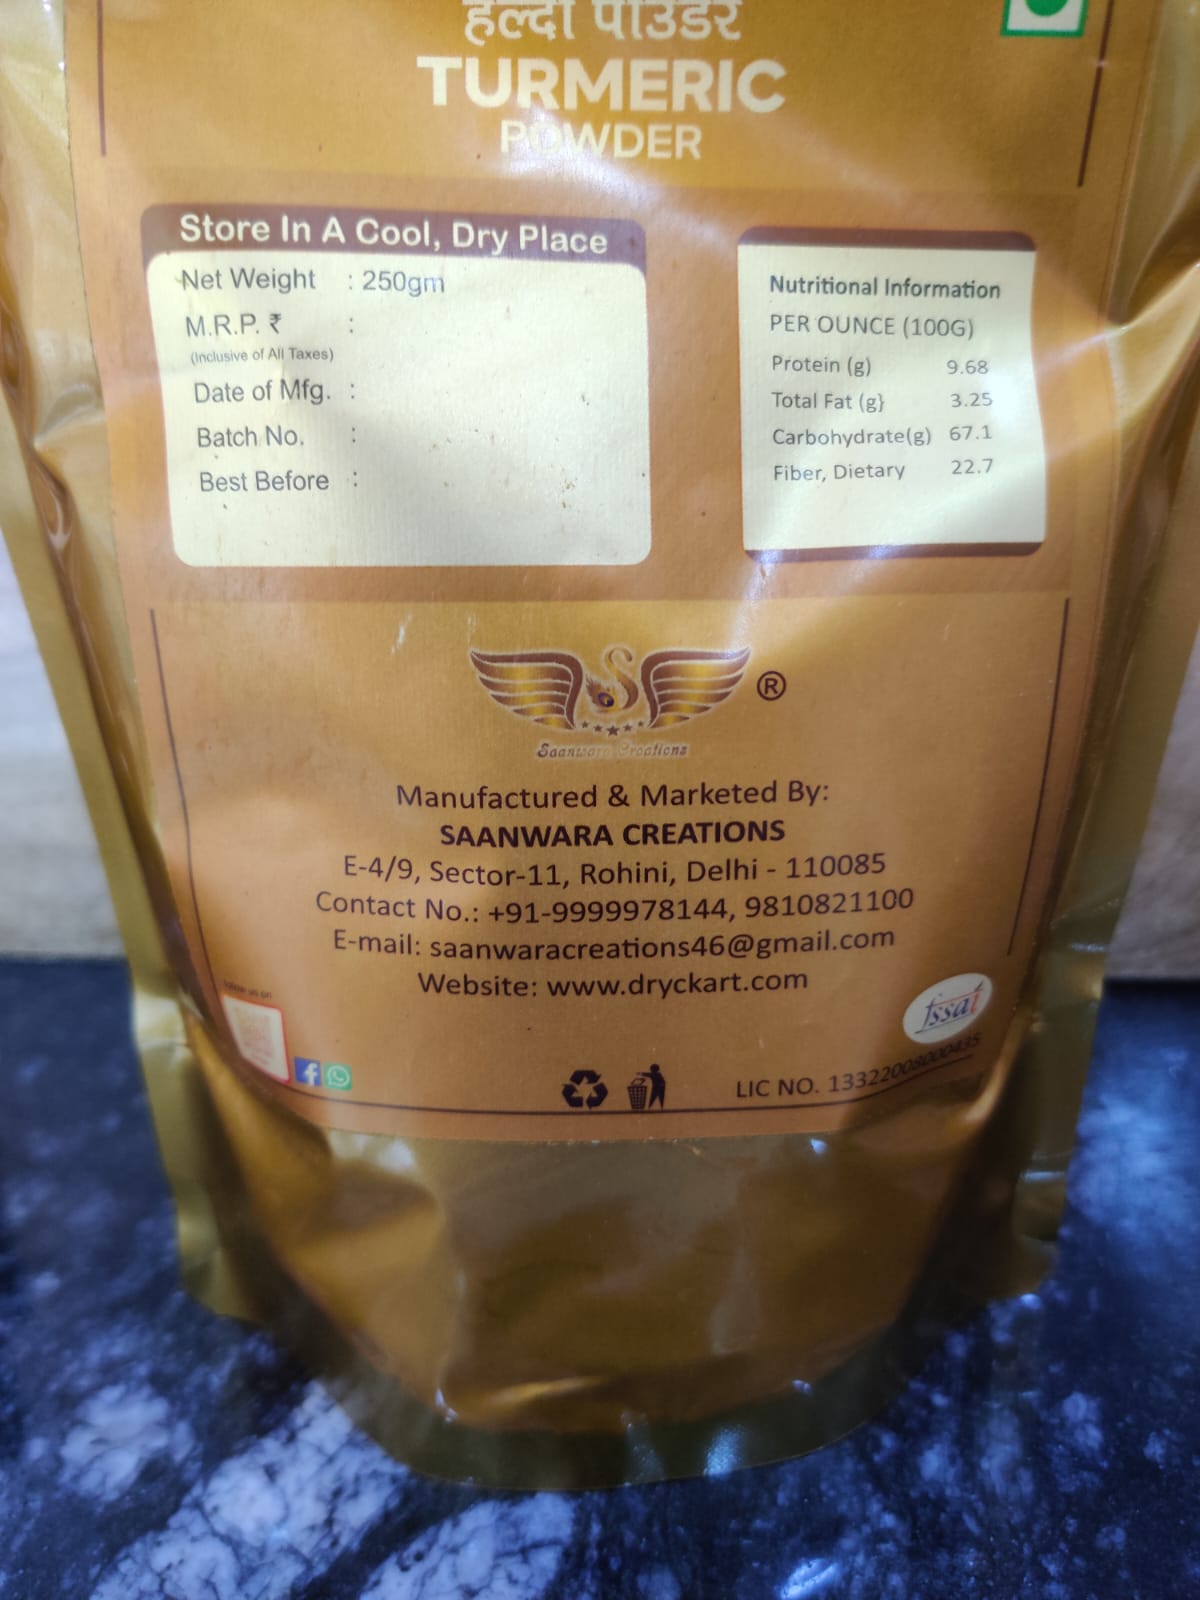 हल्दी पाउडर
TURMERIC
POWDER
Store In A Cool, Dry Place
Net Weight : 250gm
M.R.P. ₹ :
(Inclusive of All Taxes)
Date of Mfg. :
Batch No. :
Best Before :
Nutritional Information
PER OUNCE (100G)
Protein (g) 9.68
Total Fat (g} 3.25
Carbohydrate(g) 67.1
Fiber, Dietary 22.7
®
Saanwara Creations
Manufactured & Marketed By:
SAANWARA CREATIONS
E-4/9, Sector-11, Rohini, Delhi - 110085
Contact No.: +91-9999978144, 9810821100
E-mail: saanwaracreations46@gmail.com
Website: www.dryckart.com
follow us on
fssai
LIC NO. 13322008000435